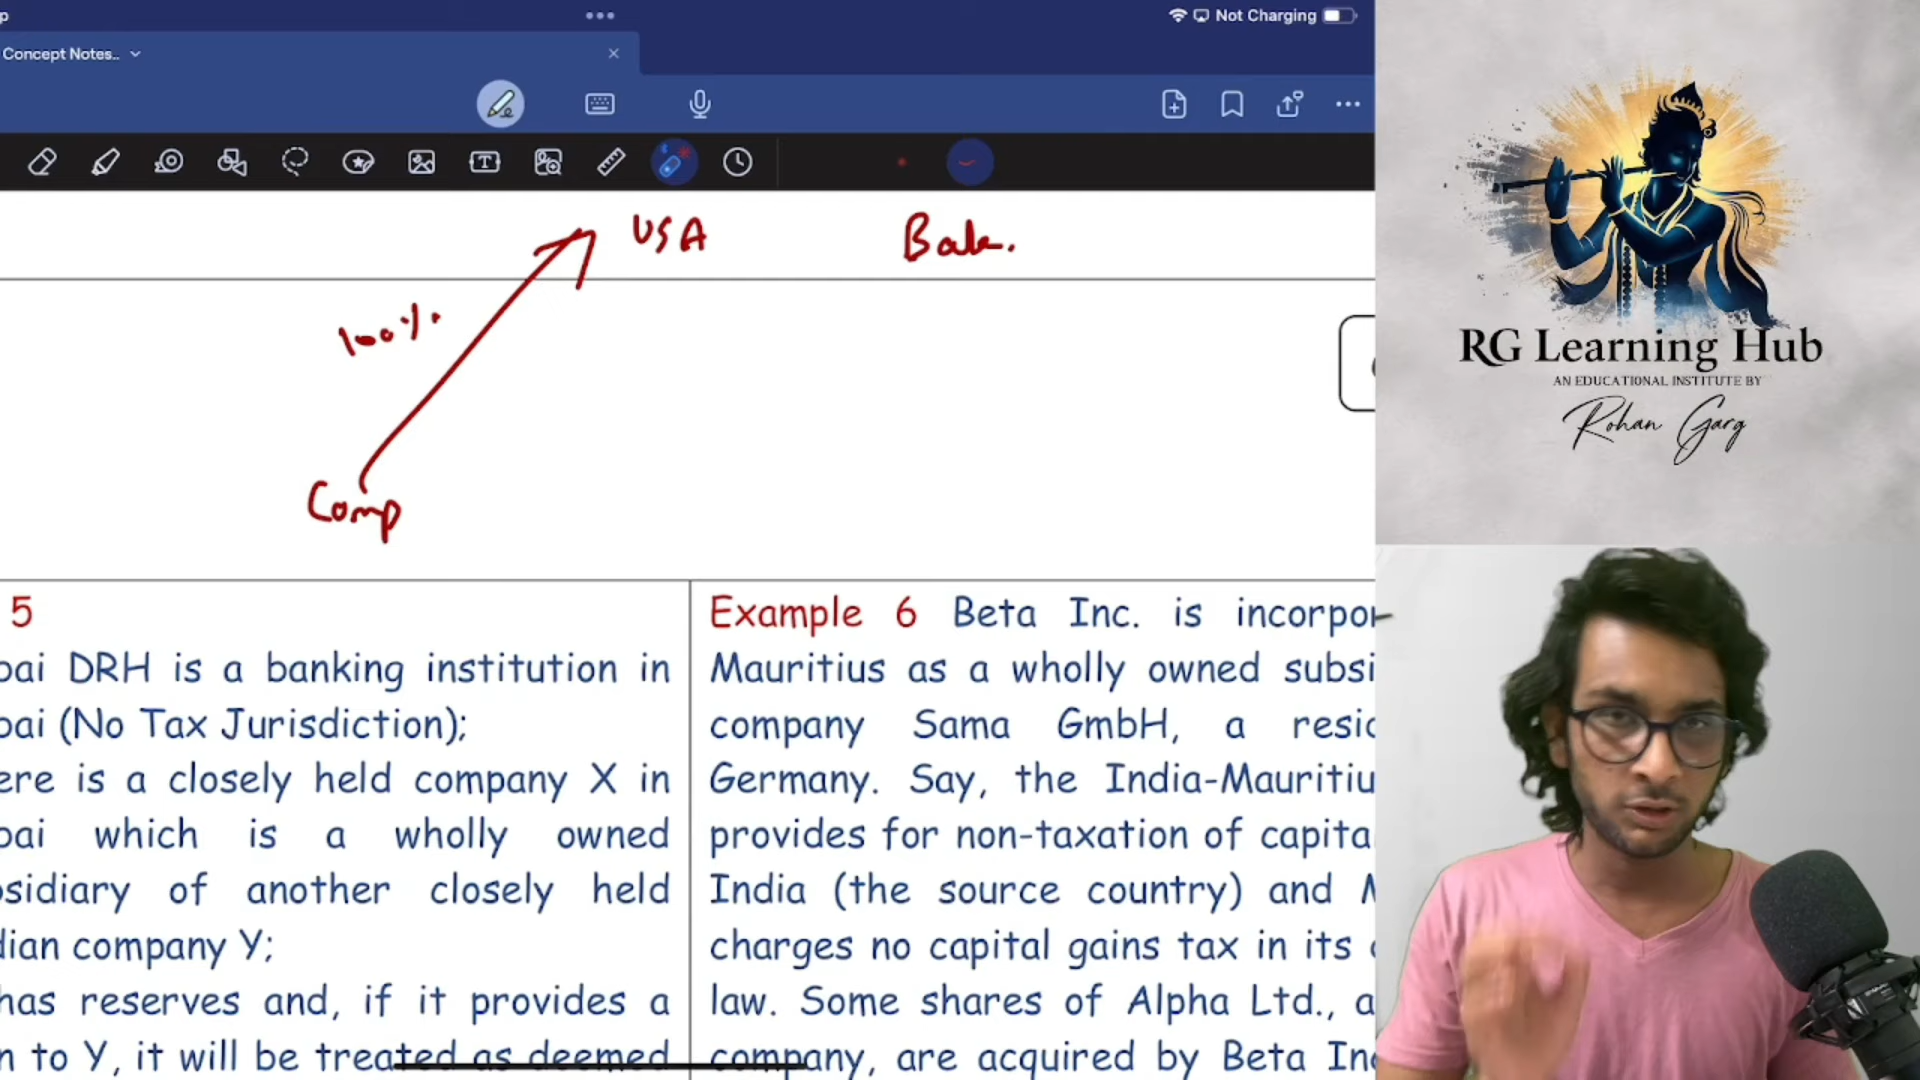 p
Not Charging
Concept Notes..
USA
100%
Comp
5
bai DRH is a banking institution in
bai (No Tax Jurisdiction);
ere is a closely held company X in
bai which is a wholly owned
sidiary of another closely held
dian company Y;
has reserves and, if it provides a
n to Y, it will be treated as deemed
Example 6 Beta Inc. is incorpor
Mauritius as a wholly owned subsi
company Sama GmbH, a resid
Germany. Say, the India-Mauritiu
provides for non-taxation of capita
India (the source country) and M
charges no capital gains tax in its
law. Some shares of Alpha Ltd., a
company, are acquired by Beta In
RG Learning Hub
AN EDUCATIONAL INSTITUTE BY
Rohan Garg